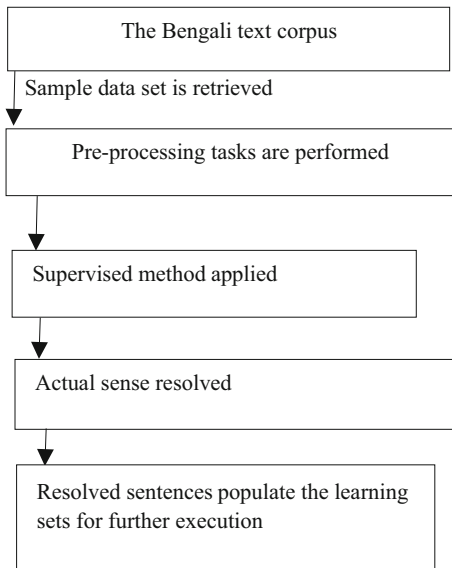 The Bengali text corpus
Sample data set is retrieved
Pre-processing tasks are performed
Supervised method applied
Actual sense resolved
Resolved sentences populate the learning
sets for further execution